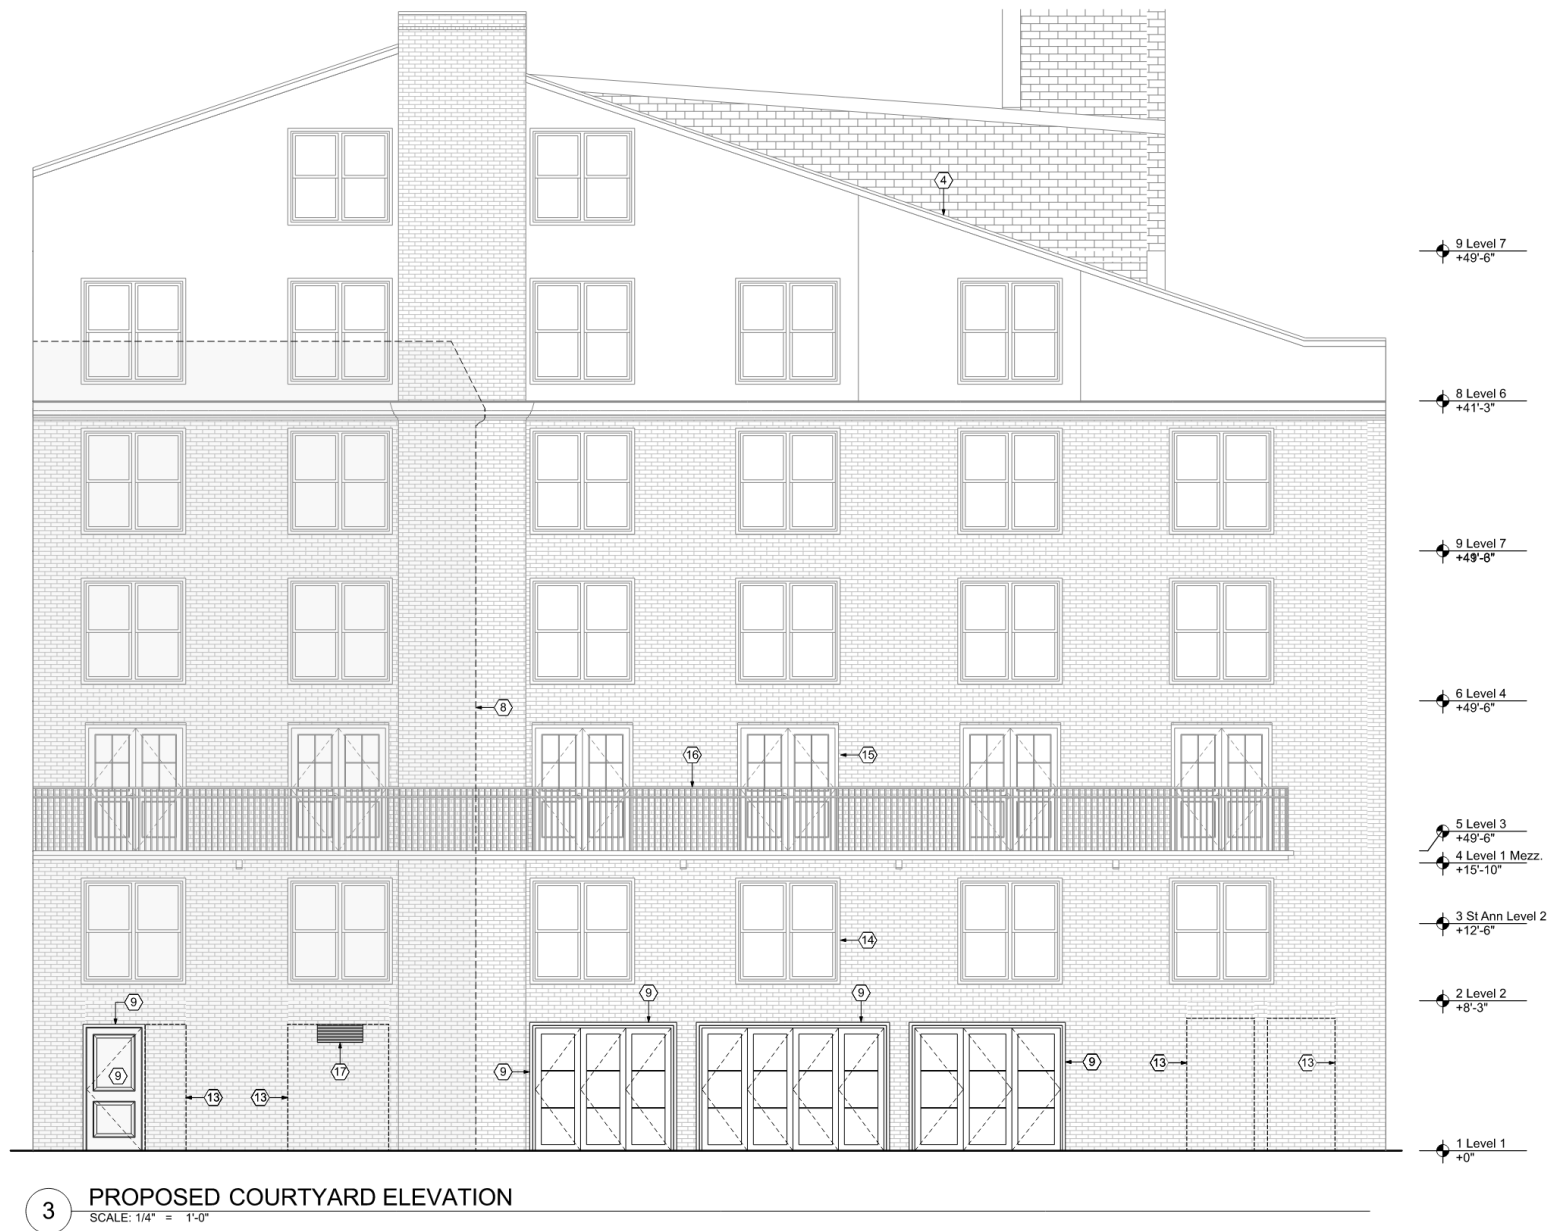 4
9 Level 7
+49'-6"
8 Level 6
+41'-3"
9 Level 7
+49'-6"
8
6 Level 4
+49'-6"
16
15
5 Level 3
+49'-6"
4 Level 1 Mezz.
+15'-10"
14
3 St Ann Level 2
+12'-6"
9
9
9
2 Level 2
+8'-3"
9
17
9
9
13
13
13
13
1 Level 1
+0"
3
PROPOSED COURTYARD ELEVATION
SCALE: 1/4" = 1'-0"